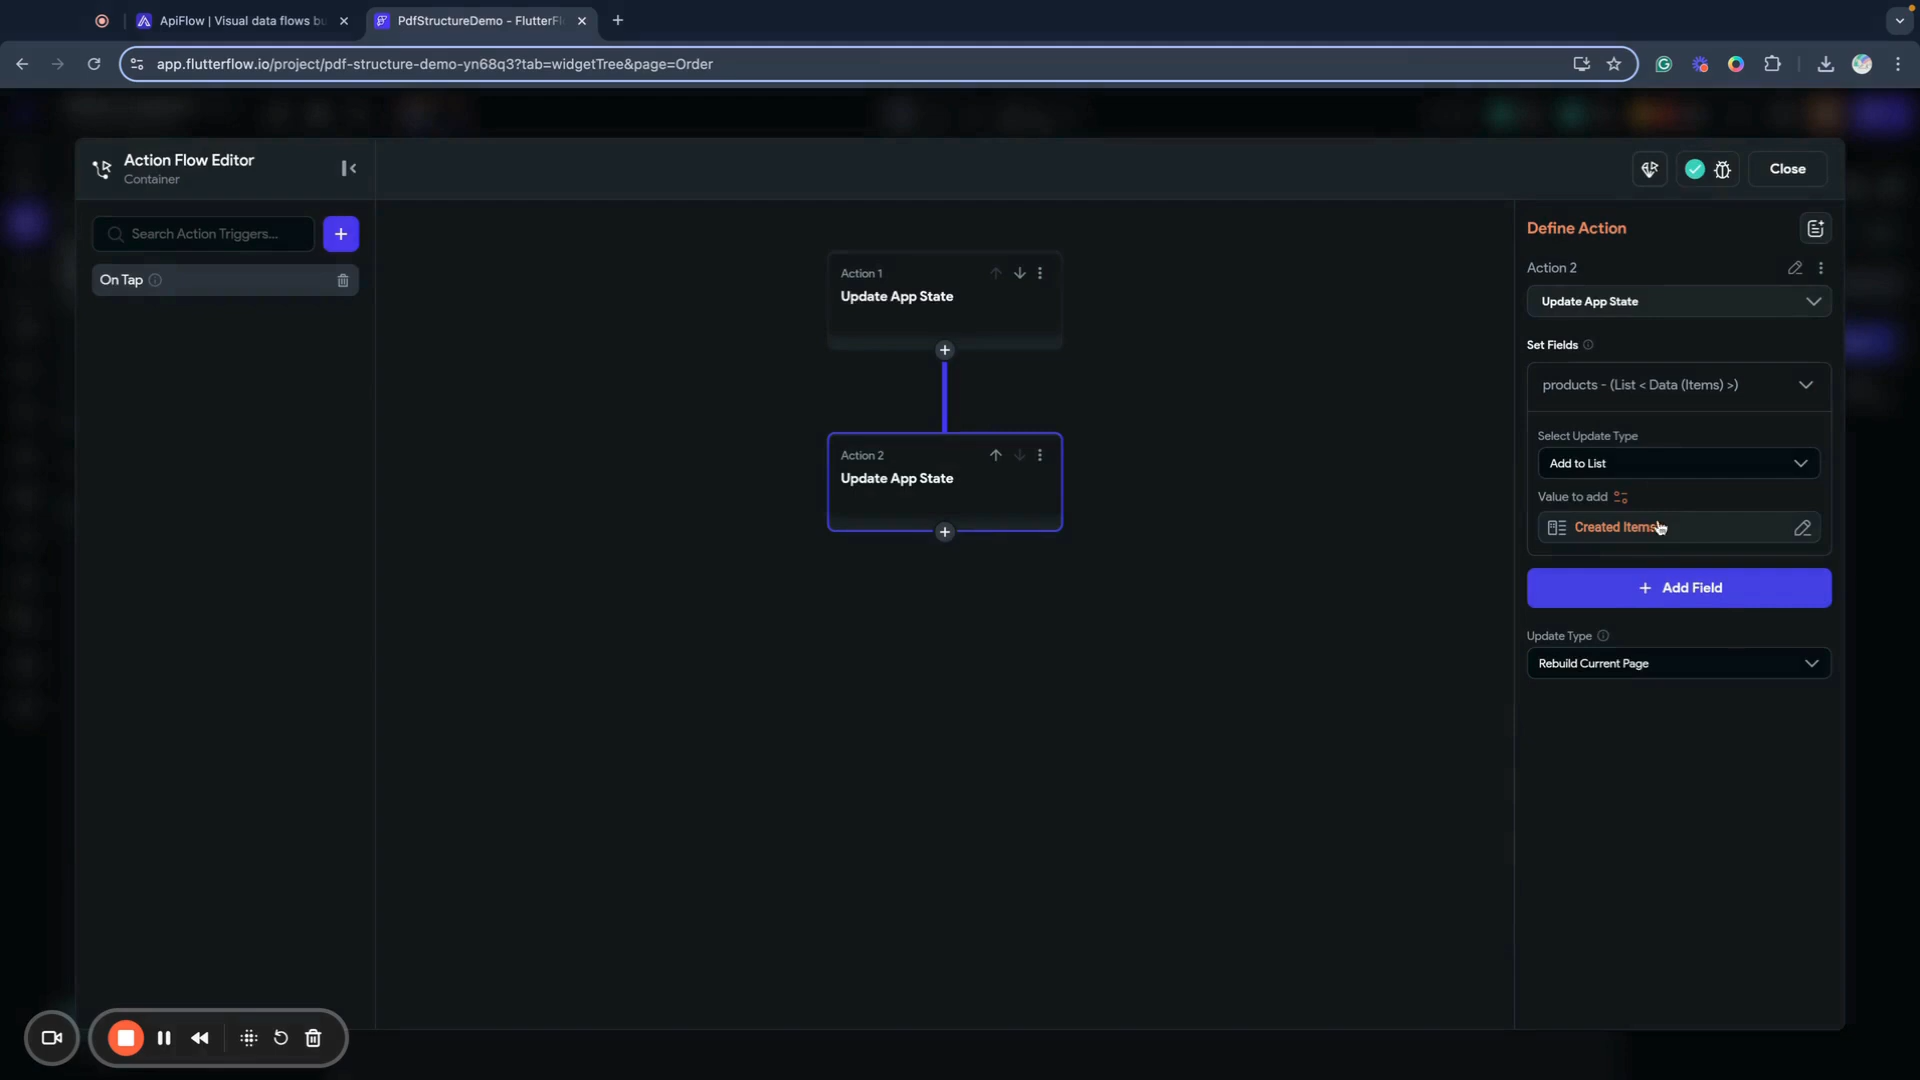 ApiFlow | Visual data flows bu
PdfStructureDemo - FlutterFl
app.flutterflow.io/project/pdf-structure-demo-yn68q3?tab=widgetTree&page=Order
Action Flow Editor
Container
Close
Search Action Triggers...
On Tap
Action 1
Update App State
Action 2
Update App State
Define Action
Action 2
Update App State
Set Fields
products - (List < Data (Items) >)
Select Update Type
Add to List
Value to add
Created Items
Add Field
Update Type
Rebuild Current Page